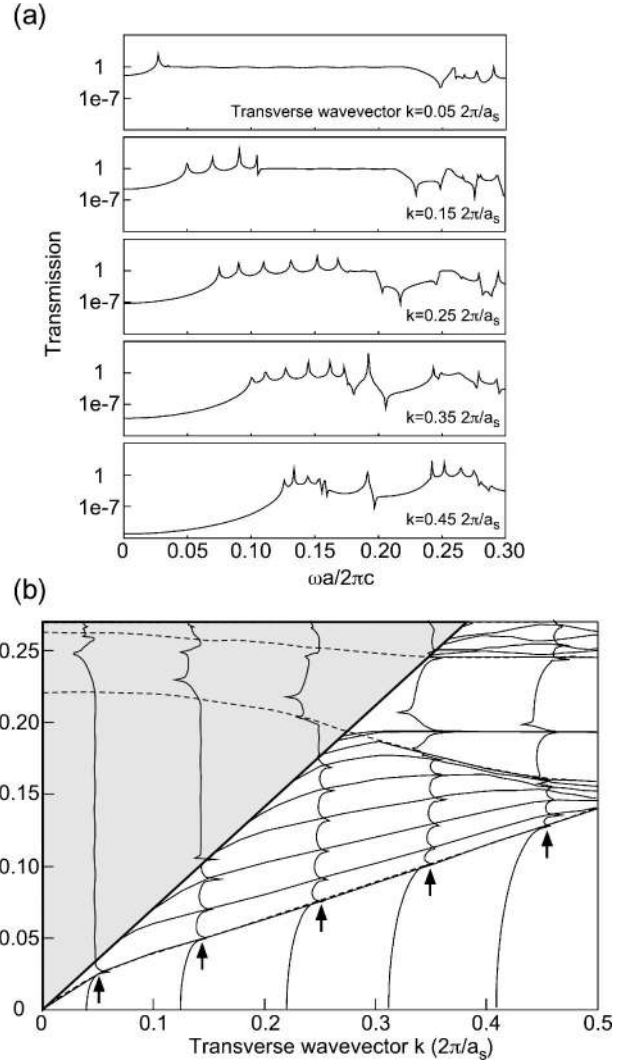 (a)
1
1e-7
Transverse wavevector k=0.05 2π/aₛ
1
1e-7
k=0.15 2π/aₛ
1
1e-7
k=0.25 2π/aₛ
1
1e-7
k=0.35 2π/aₛ
1
1e-7
k=0.45 2π/aₛ
Transmission
0 0.05 0.10 0.15 0.20 0.25 0.30
ωa/2πc
(b)
0.25
0.20
0.15
0.10
0.05
0
0 0.1 0.2 0.3 0.4 0.5
Transverse wavevector k (2π/aₛ)